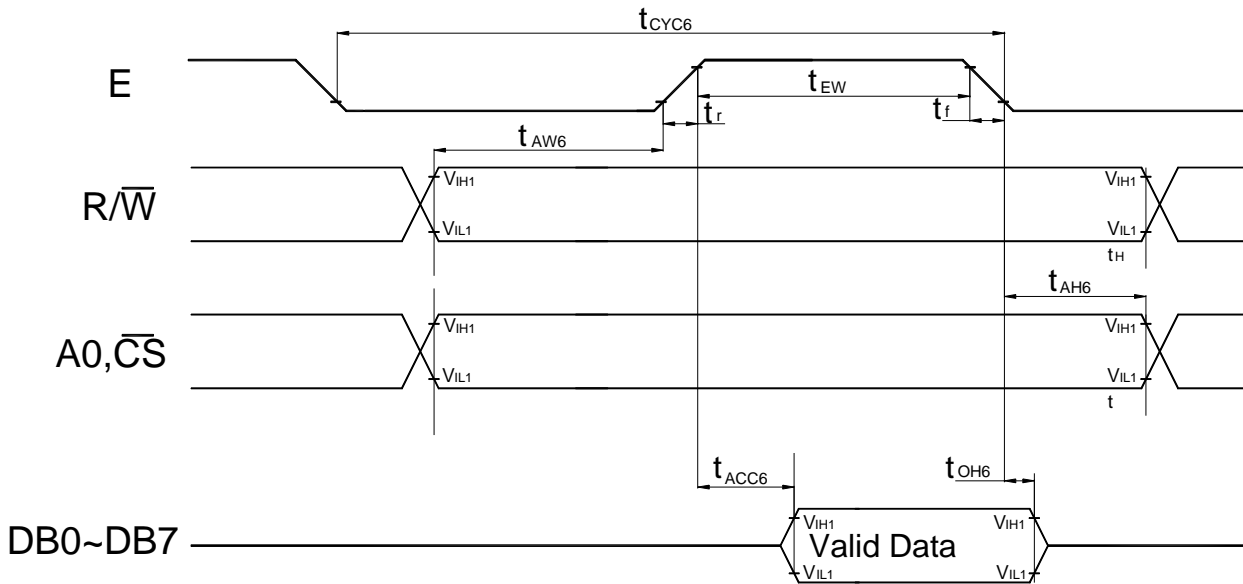 tCYC6
E
tEW
tr
tf
tAW6
R/W̅
VIH1
VIH1
VIL1
VIL1
tH
tAH6
A0,C̅S̅
VIH1
VIH1
VIL1
VIL1
t
tACC6
tOH6
DB0~DB7
VIH1
Valid Data
VIH1
VIL1
VIL1